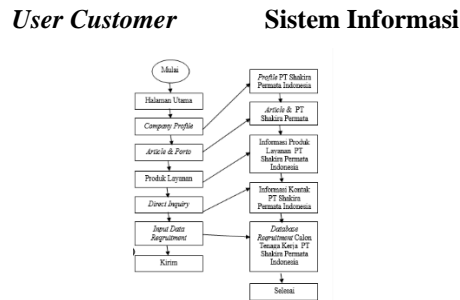 User Customer
Sistem Informasi
Mulai
Halaman Utama
Company Profile
Article & Porto
Produk Layanan
Direct Inquiry
Input Data
Regruitment
Kirim
Profile PT Shakira
Permata Indonesia
Article & PT
Shakira Permata
Informasi Produk
Layanan PT
Shakira Permata
Indonesia
Informasi Kontak
PT Shakira
Permata Indonesia
Database
Regruitment Calon
Tenaga Kerja PT
Shakira Permata
Indonesia
Selesai